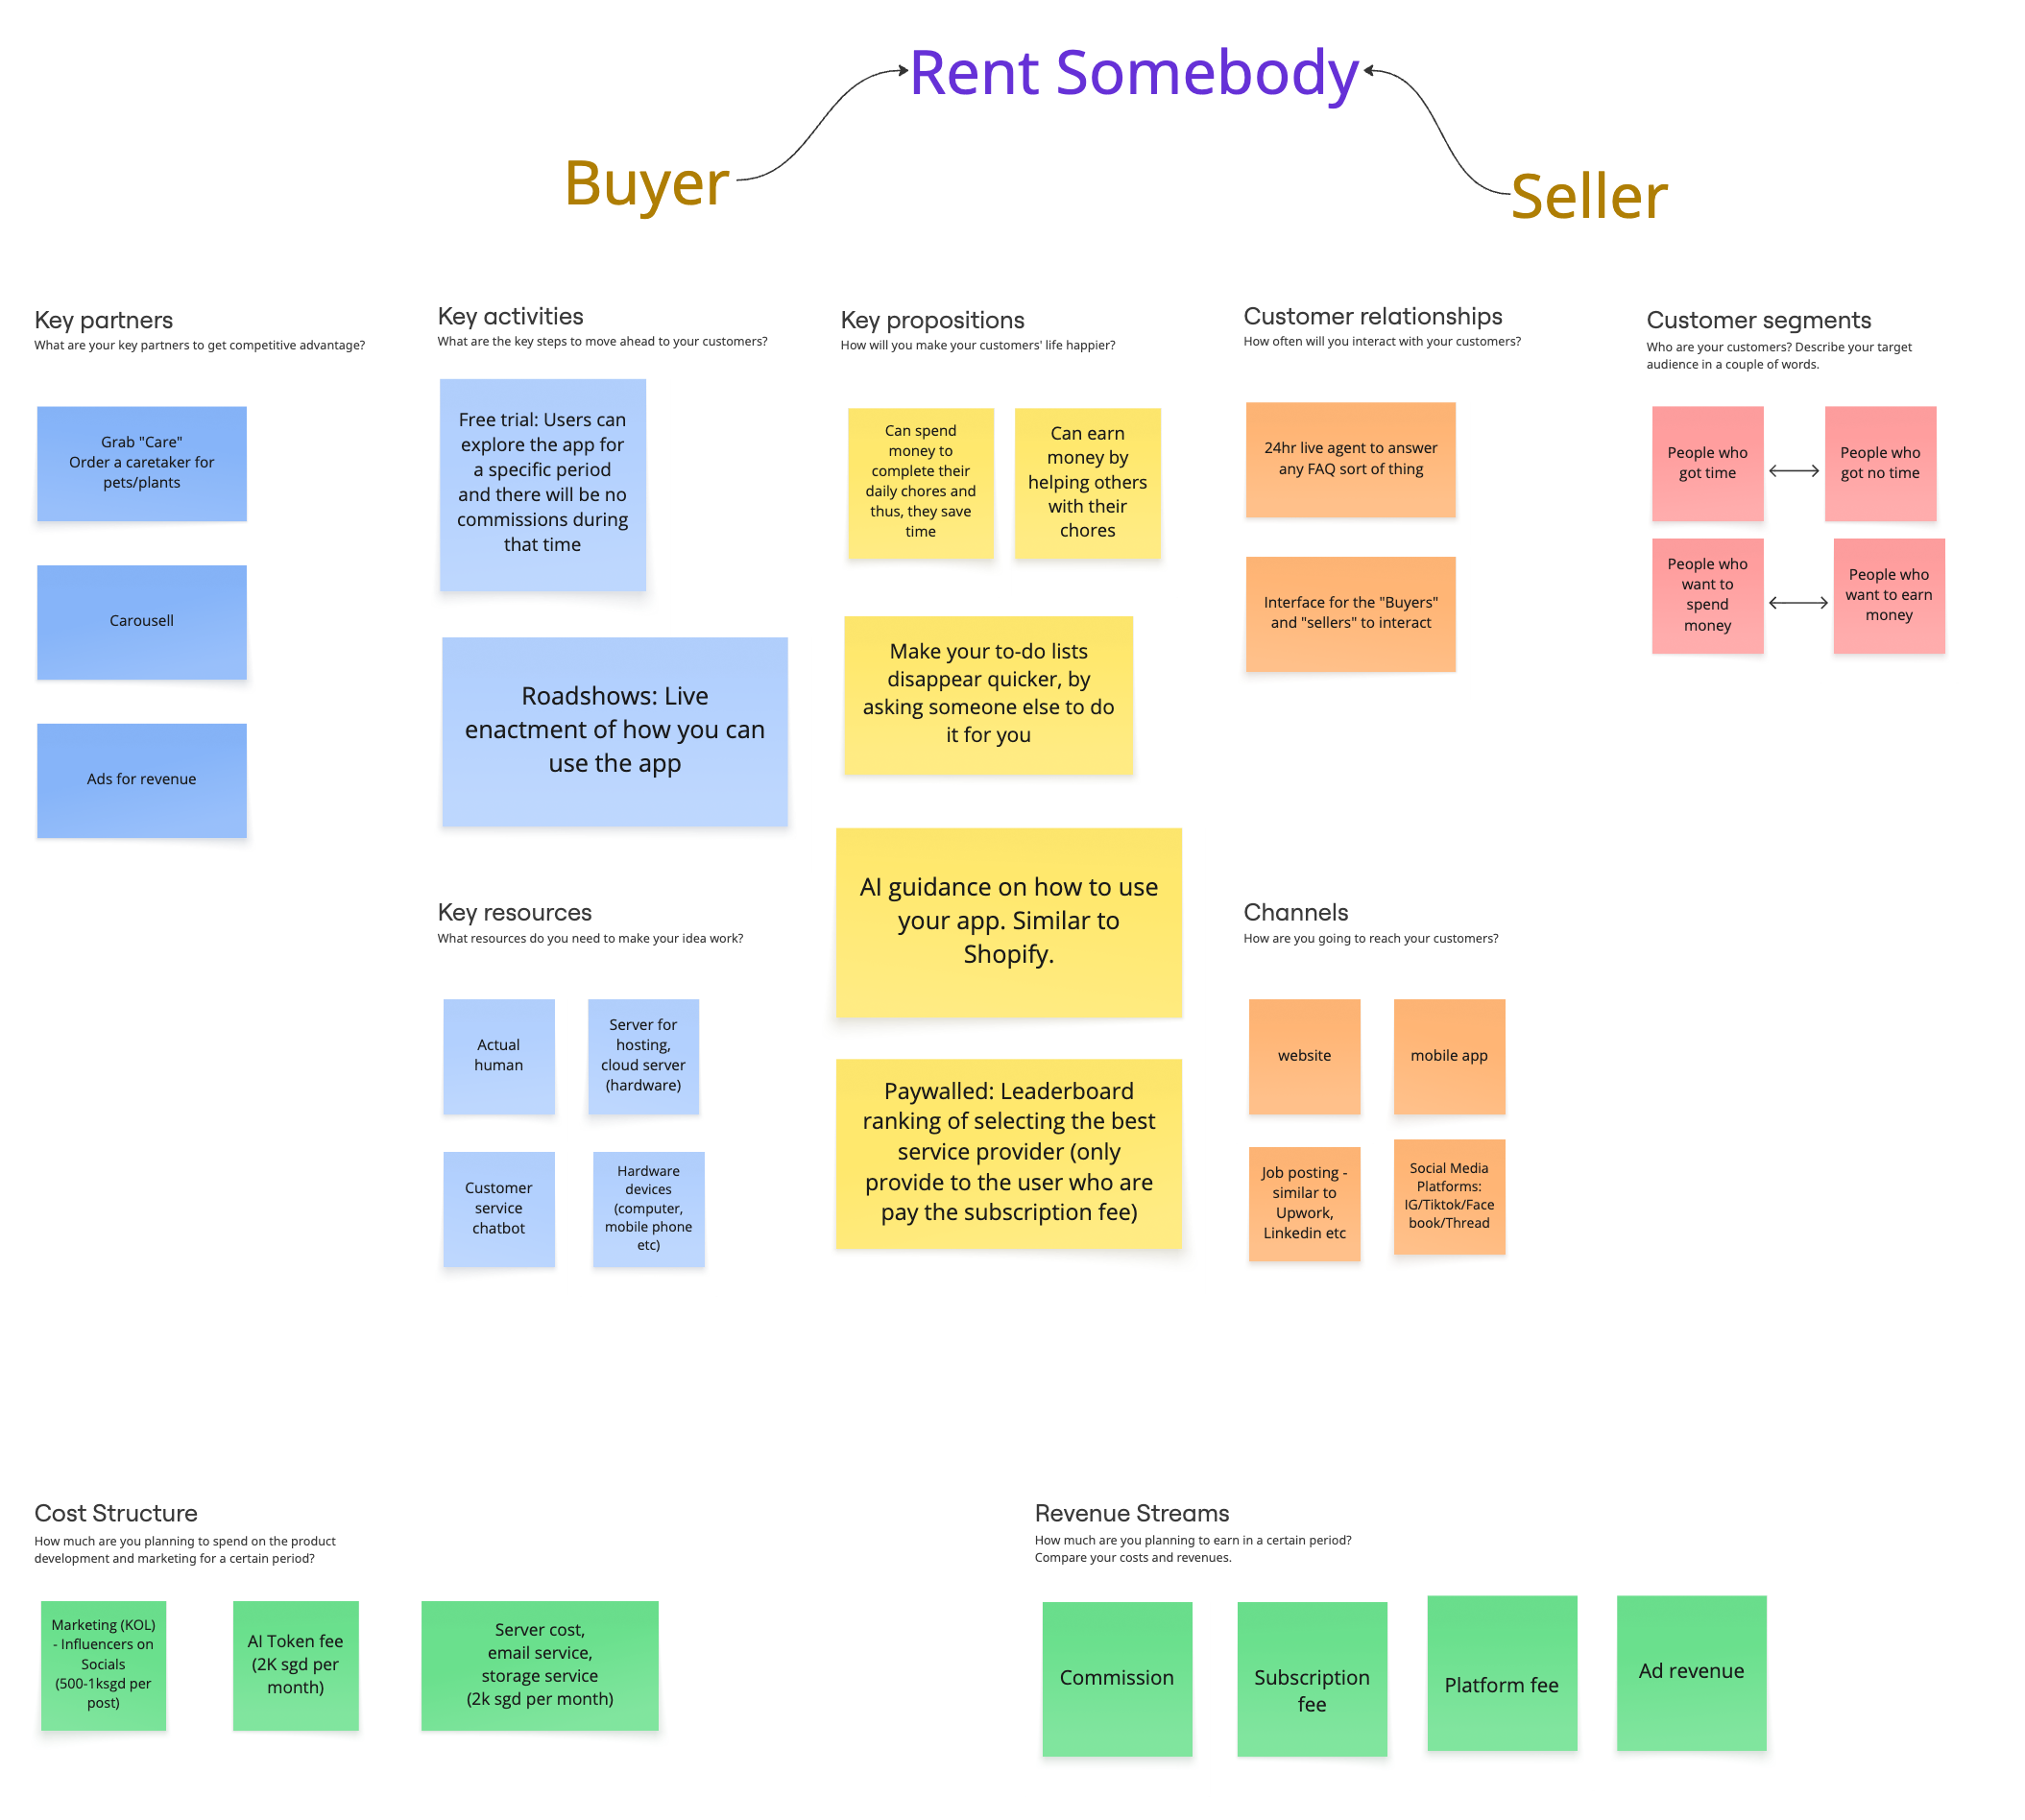 Rent Somebody
Buyer
Seller
Key partners
What are your key partners to get competitive advantage?
Grab "Care"
Order a caretaker for
pets/plants
Carousell
Ads for revenue
Key activities
What are the key steps to move ahead to your customers?
Free trial: Users can
explore the app for
a specific period
and there will be no
commissions during
that time
Roadshows: Live
enactment of how you can
use the app
Key resources
What resources do you need to make your idea work?
Actual
human
Server for
hosting,
cloud server
(hardware)
Customer
service
chatbot
Hardware
devices
(computer,
mobile phone
etc)
Key propositions
How will you make your customers' life happier?
Can spend
money to
complete their
daily chores and
thus, they save
time
Can earn
money by
helping others
with their
chores
Make your to-do lists
disappear quicker, by
asking someone else to do
it for you
AI guidance on how to use
your app. Similar to
Shopify.
Paywalled: Leaderboard
ranking of selecting the best
service provider (only
provide to the user who are
pay the subscription fee)
Customer relationships
How often will you interact with your customers?
24hr live agent to answer
any FAQ sort of thing
Interface for the "Buyers"
and "sellers" to interact
Channels
How are you going to reach your customers?
website
mobile app
Job posting -
similar to
Upwork,
Linkedin etc
Social Media
Platforms:
IG/Tiktok/Face
book/Thread
Customer segments
Who are your customers? Describe your target
audience in a couple of words.
People who
got time
People who
got no time
People who
want to
spend
money
People who
want to earn
money
Cost Structure
How much are you planning to spend on the product
development and marketing for a certain period?
Marketing (KOL)
- Influencers on
Socials
(500-1ksgd per
post)
AI Token fee
(2K sgd per
month)
Server cost,
email service,
storage service
(2k sgd per month)
Revenue Streams
How much are you planning to earn in a certain period?
Compare your costs and revenues.
Commission
Subscription
fee
Platform fee
Ad revenue